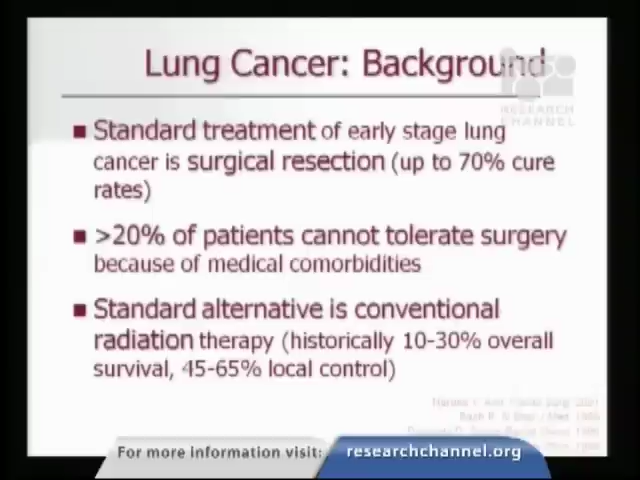 Lung Cancer: Background
RESEARCH
CHANNEL
■ Standard treatment of early stage lung
cancer is surgical resection (up to 70% cure
rates)
■ >20% of patients cannot tolerate surgery
because of medical comorbidities
■ Standard alternative is conventional
radiation therapy (historically 10-30% overall
survival, 45-65% local control)
For more information visit: researchchannel.org